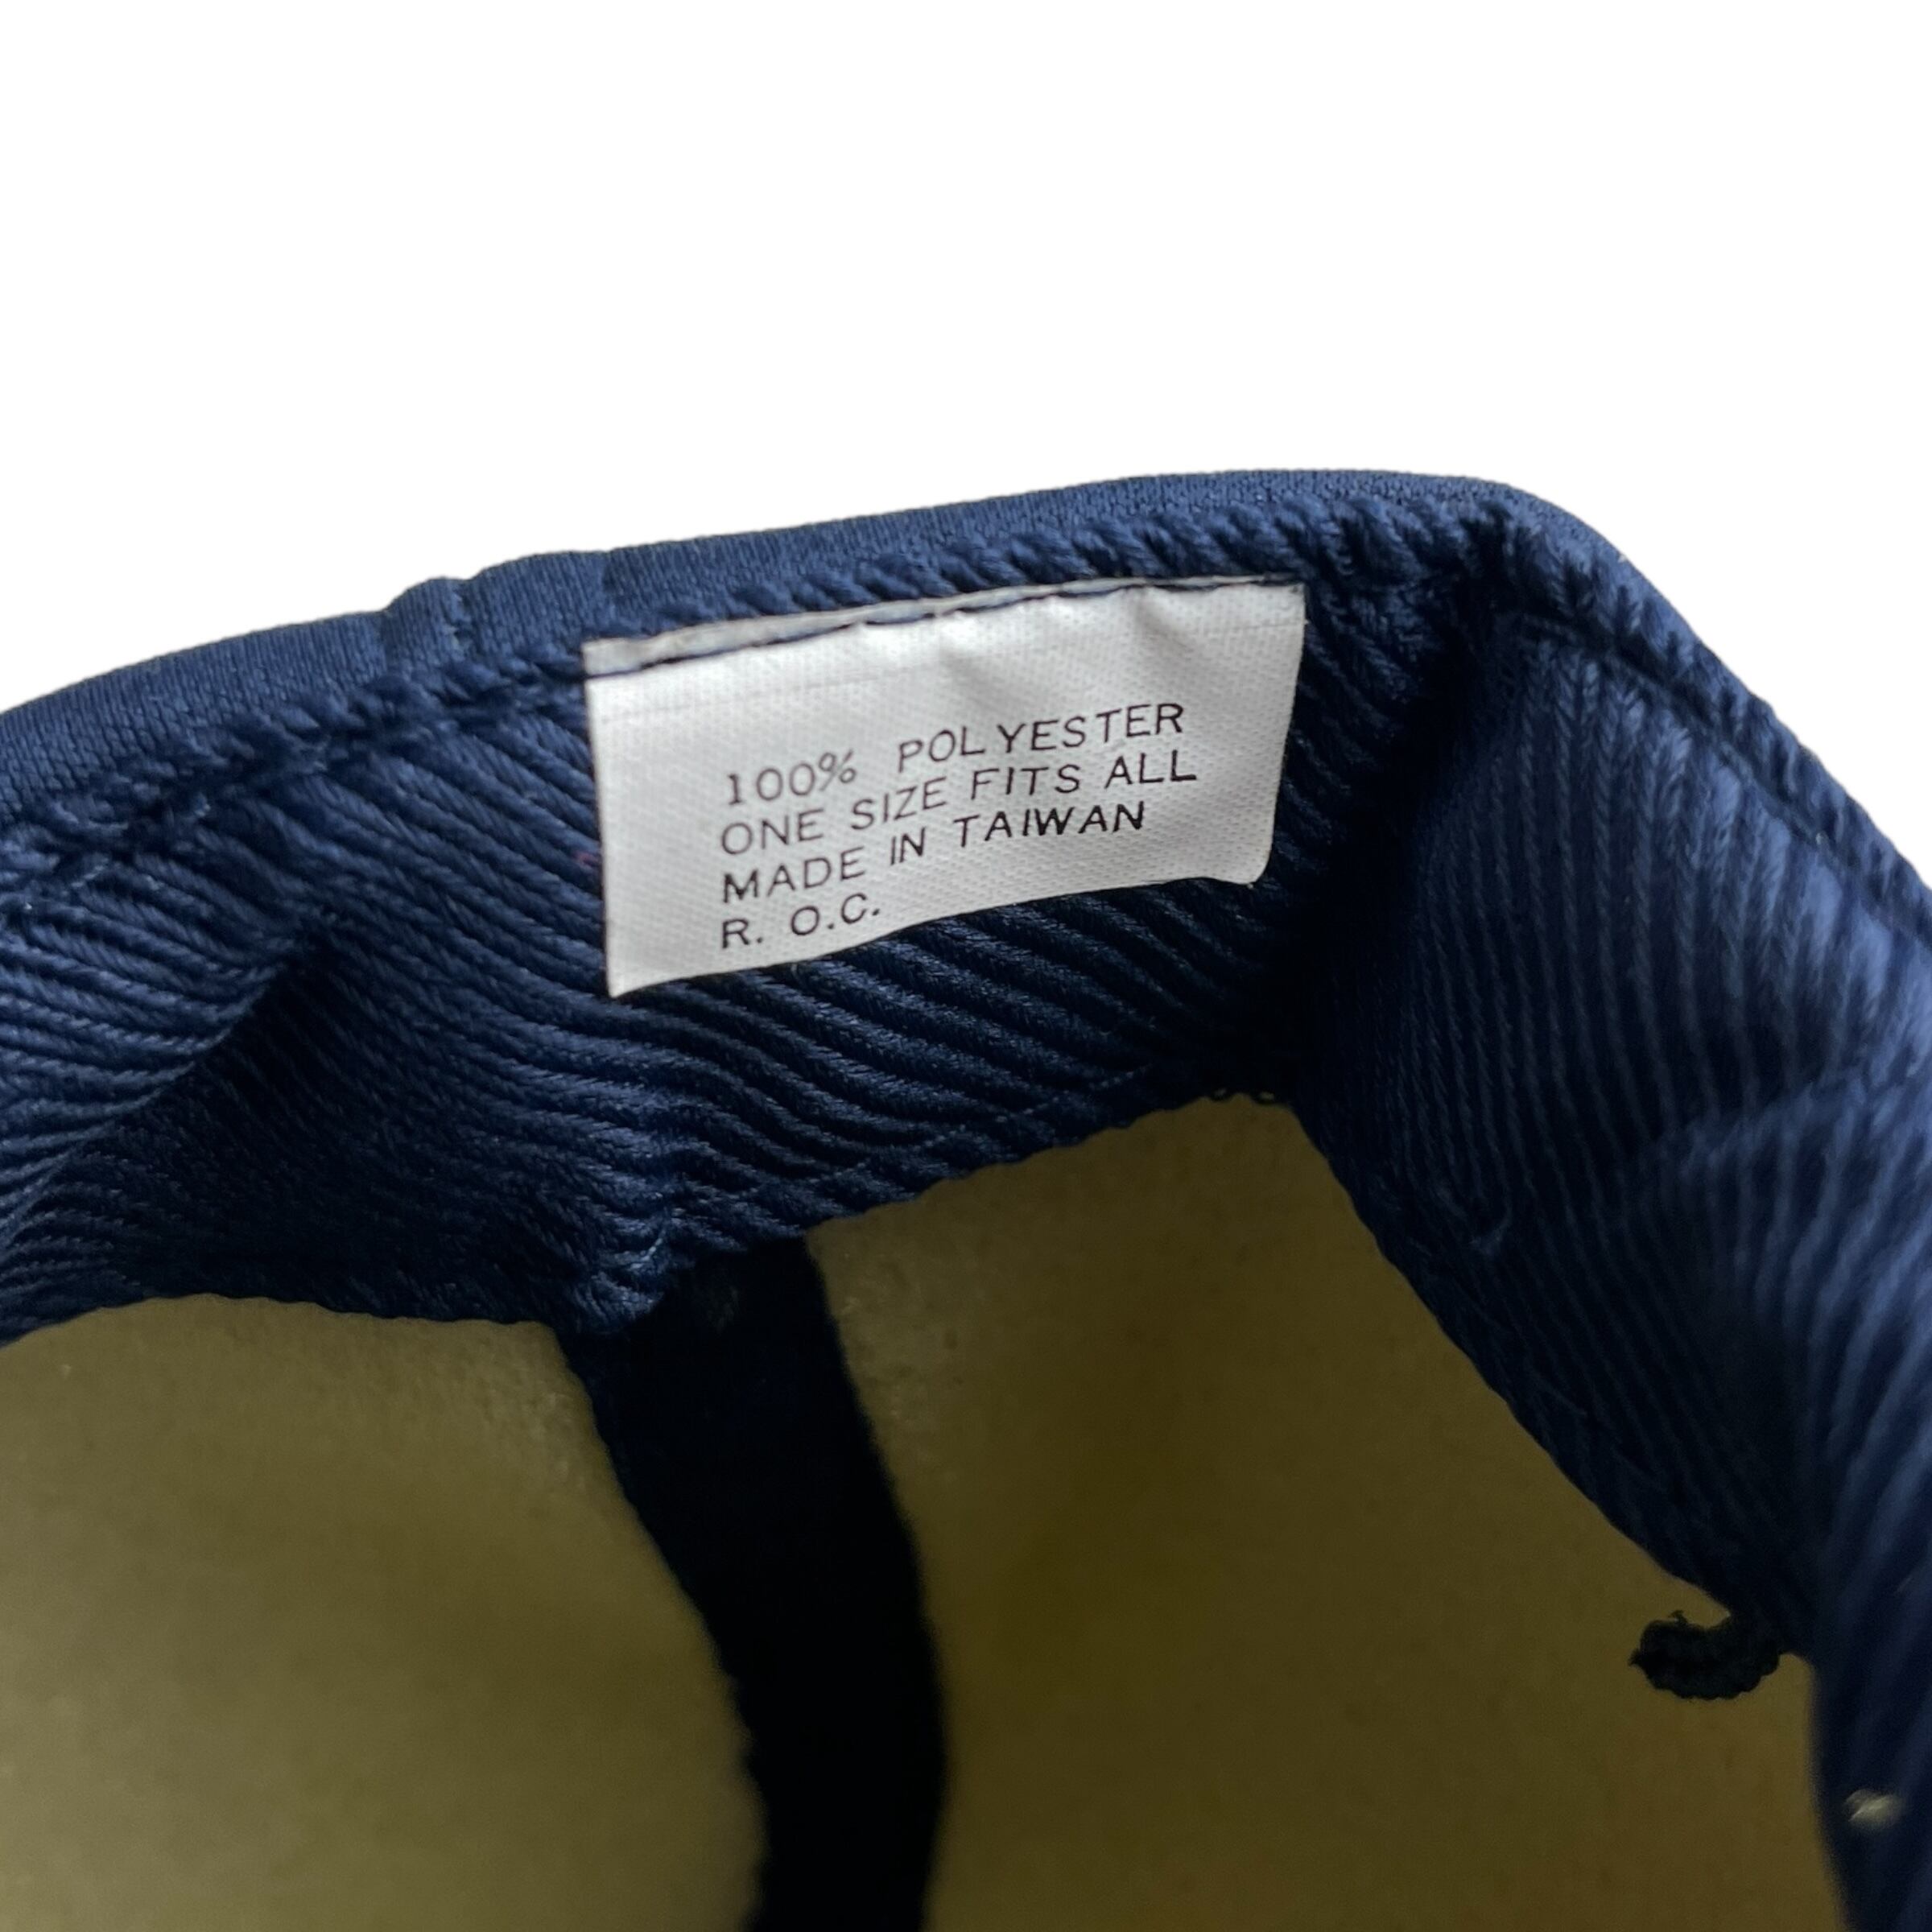 100% POLYESTER
ONE SIZE FITS ALL
MADE IN TAIWAN
R. O.C.